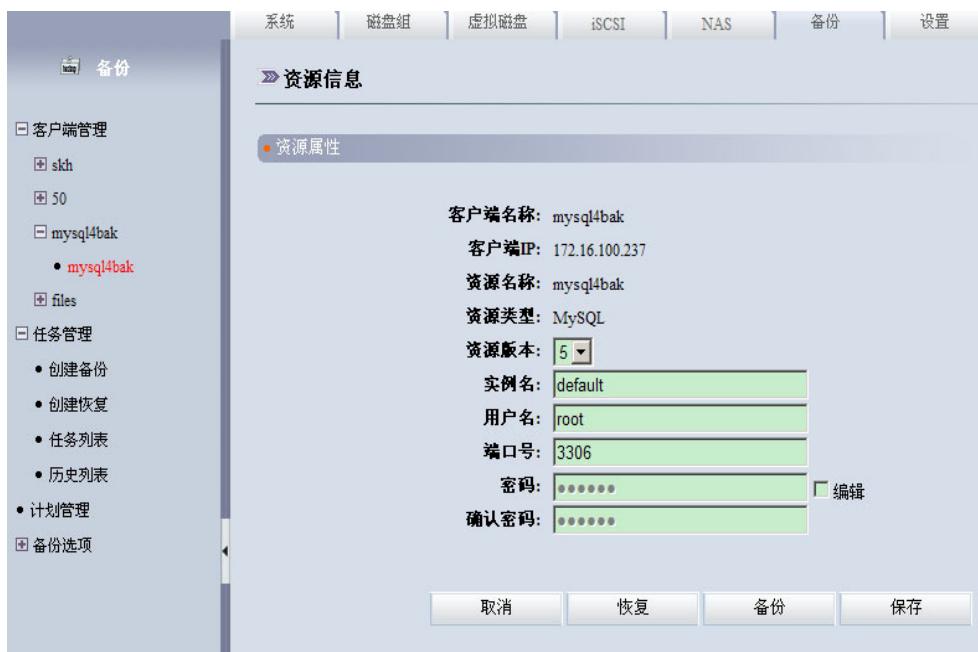 系统 磁盘组 虚拟磁盘 iSCSI NAS 备份 设置
备份
客户端管理
skh
50
mysql4bak
mysql4bak
files
任务管理
创建备份
创建恢复
任务列表
历史列表
计划管理
备份选项
资源信息
资源属性
客户端名称: mysql4bak
客户端IP: 172.16.100.237
资源名称: mysql4bak
资源类型: MySQL
资源版本: 5
实例名: default
用户名: root
端口号: 3306
密码: ●●●●●● 编辑
确认密码: ●●●●●●
取消 恢复 备份 保存